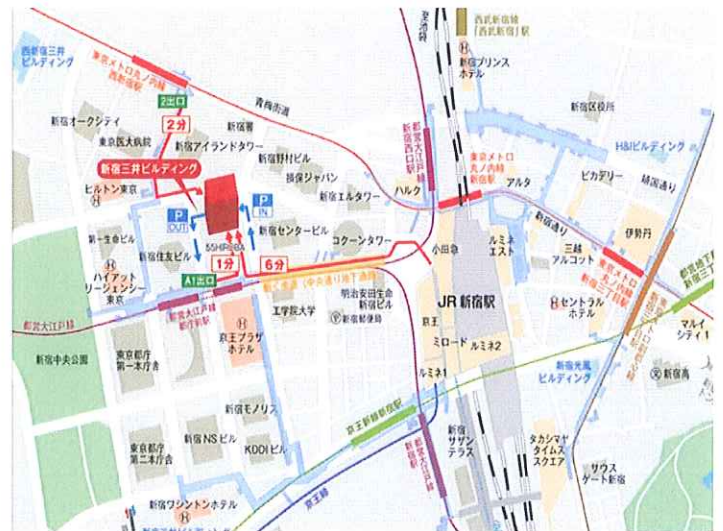 至池袋
西武新宿線
「西武新宿」駅
西新宿三井
ビルディング
東京メトロ丸ノ内線
西新宿駅
新宿プリンス
ホテル
2出口
青梅街道
新宿オークシティ
2分
新宿署
都営大江戸線
新宿西口駅
新宿区役所
東京医大病院
新宿アイランドタワー
新宿野村ビル
東京メトロ
丸ノ内線
新宿駅
H&Iビルディング
新宿三井ビルディング
損保ジャパン
ピカデリー
靖国通り
ヒルトン東京
P
IN
新宿エルタワー
ハルク
アルタ
P
OUT
新宿通り
伊勢丹
第一生命ビル
新宿センタービル
コクーンタワー
小田急
ルミネ
エスト
三越
アルコット
55HIROBA
新宿住友ビル
1分
6分
東京メトロ
丸ノ内線
新宿三丁目駅
ハイアット
リージェンシー
東京
A1出口
都営大江戸線
都営大江戸線
都庁前駅
明治安田生命
新宿ビル
JR新宿駅
工学院大学
新宿郵便局
セントラル
ホテル
京王
京王プラザ
ホテル
マルイ
シティ1
新宿中央公園
東京都庁
第一本庁舎
ミロード
ルミネ2
新宿光風
ビルディング
新宿高
ルミネ1
新宿モノリス
京王新線新宿駅
東京都庁
第二本庁舎
新宿NSビル
KDDIビル
都営大江戸線
新宿駅
新宿
サザン
テラス
タカシマヤ
タイムズ
スクエア
サウス
ゲート新宿
新宿ワシントンホテル
京王線